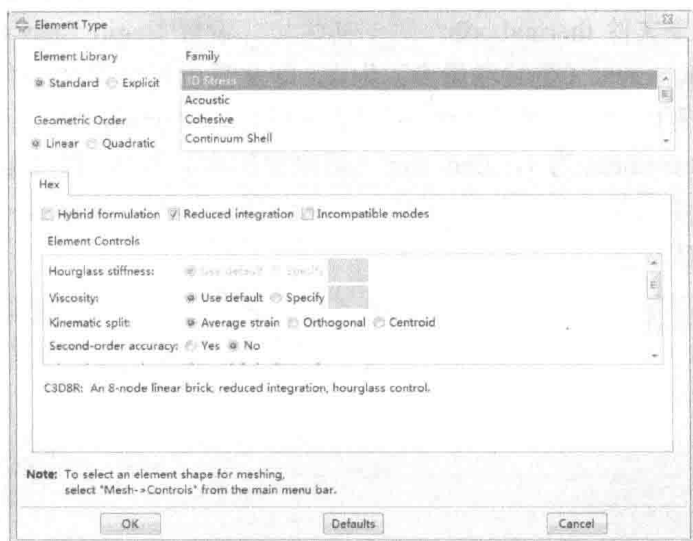 Element Type
Element Library
Family
Standard Explicit
3D Stress
Acoustic
Geometric Order
Cohesive
Linear Quadratic
Continuum Shell
Hex
Hybrid formulation Reduced integration Incompatible modes
Element Controls
Hourglass stiffness: Use default Specify
Viscosity: Use default Specify
Kinematic split: Average strain Orthogonal Centroid
Second-order accuracy: Yes No
C3D8R: An 8-node linear brick, reduced integration, hourglass control.
Note: To select an element shape for meshing,
select "Mesh->Controls" from the main menu bar.
OK Defaults Cancel